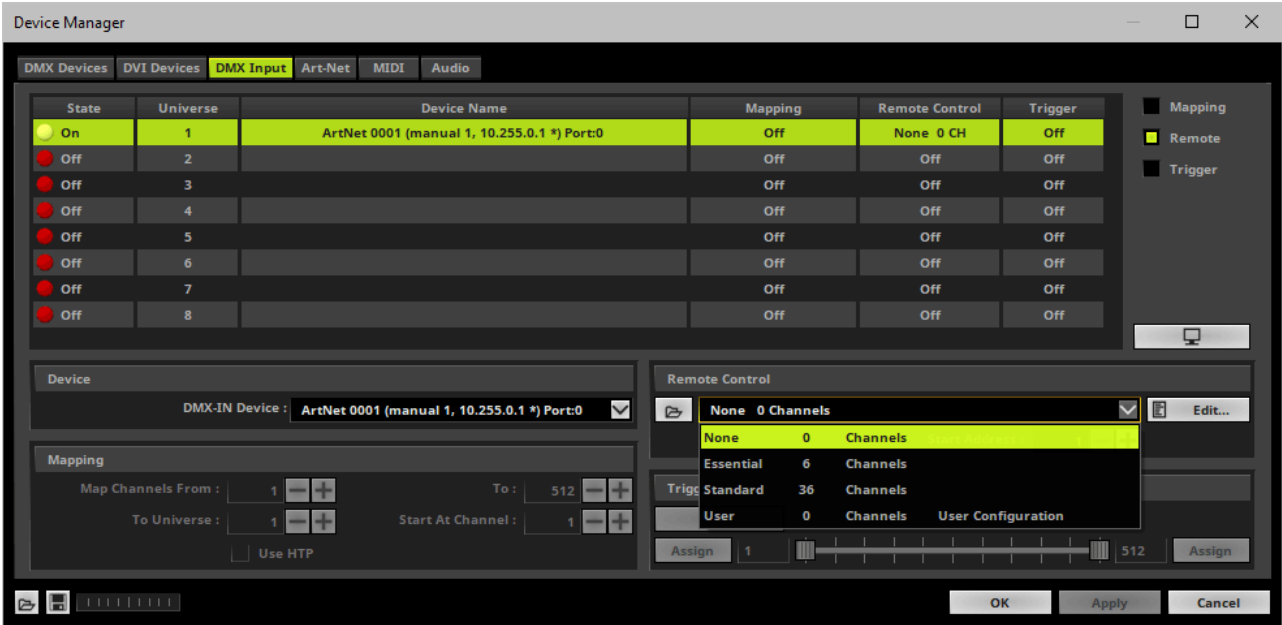 Device Manager
DMX Devices DVI Devices DMX Input Art-Net MIDI Audio
State Universe Device Name Mapping Remote Control Trigger
On 1 ArtNet 0001 (manual 1, 10.255.0.1 *) Port:0 Off None 0 CH Off
Off 2 Off Off Off
Off 3 Off Off Off
Off 4 Off Off Off
Off 5 Off Off Off
Off 6 Off Off Off
Off 7 Off Off Off
Off 8 Off Off Off
Mapping
Remote
Trigger
Device
DMX-IN Device : ArtNet 0001 (manual 1, 10.255.0.1 *) Port:0
Mapping
Map Channels From : 1 To : 512
To Universe : 1 Start At Channel : 1
Use HTP
Remote Control
None 0 Channels Edit...
None 0 Channels
Essential 6 Channels
Standard 36 Channels
User 0 Channels User Configuration
Assign 1 512 Assign
OK Apply Cancel